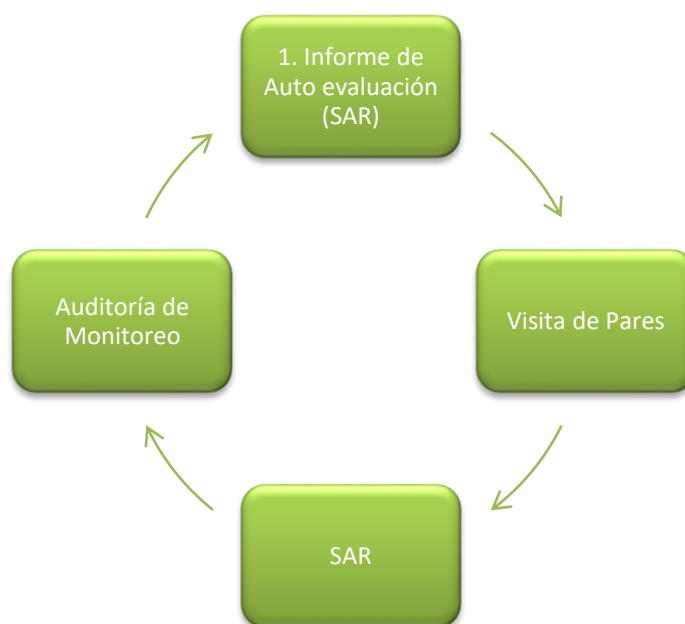 1. Informe de
Auto evaluación
(SAR)
Visita de Pares
SAR
Auditoría de
Monitoreo